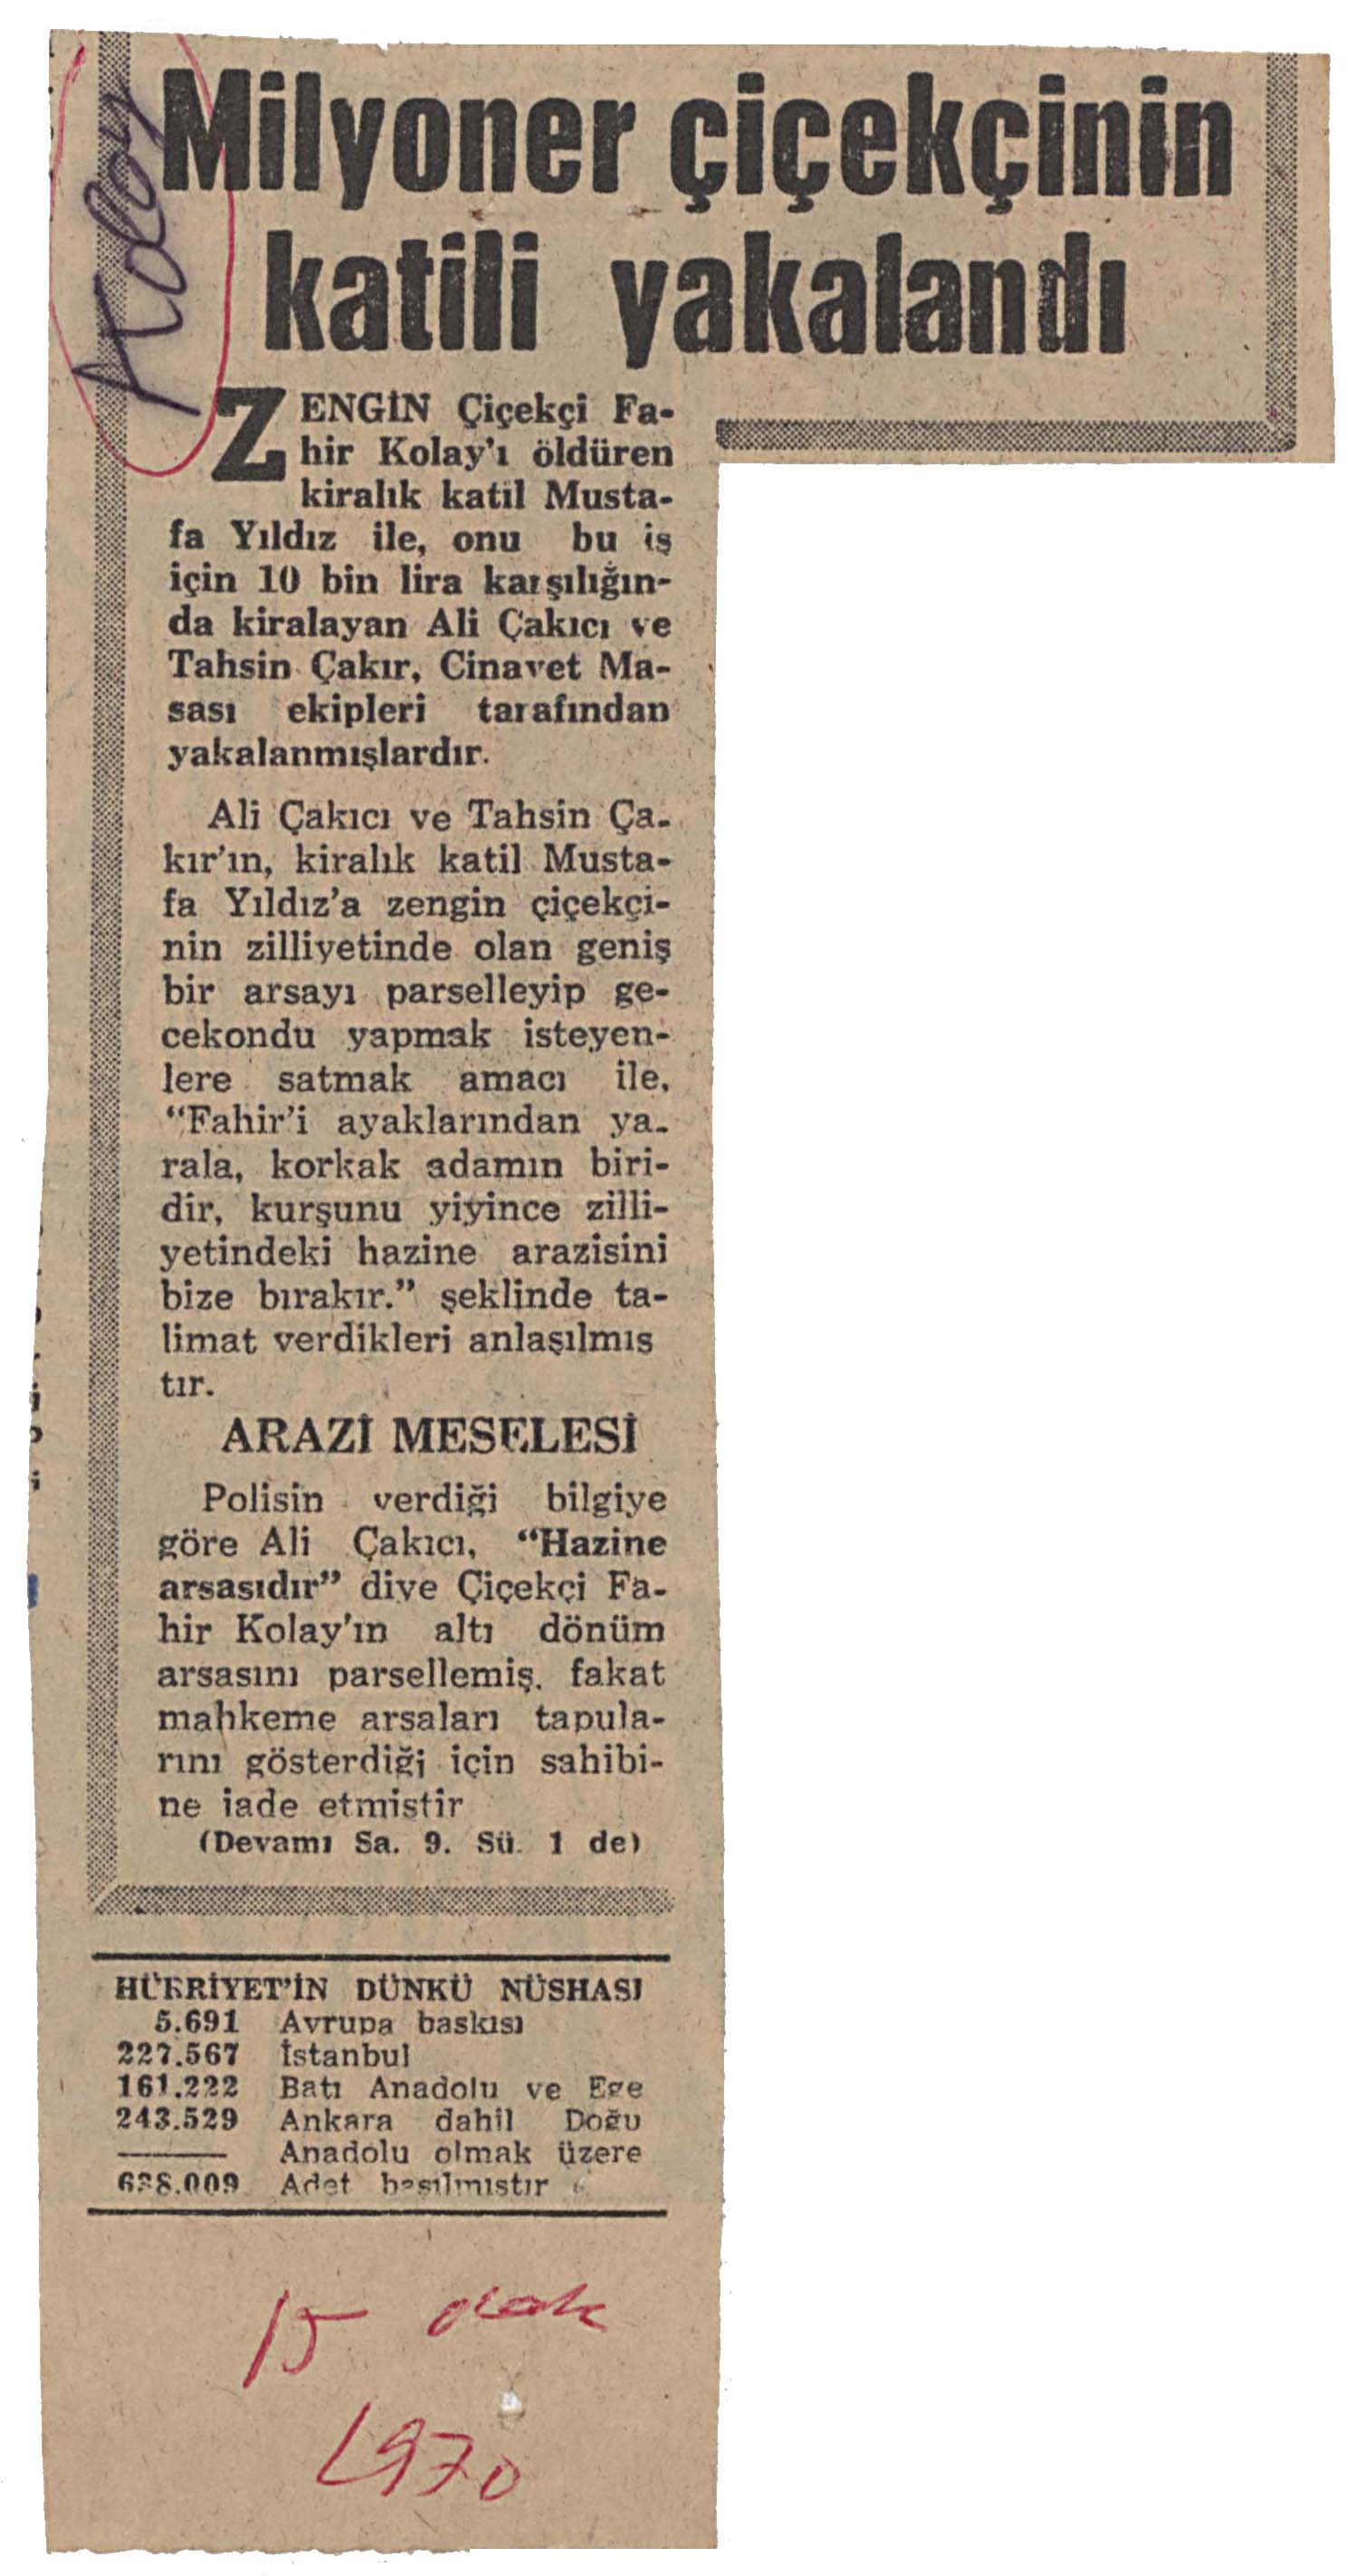 Kolay
Milyoner çiçekçinin
katili yakalandı
ZENGİN Çiçekçi Fa-
hir Kolay'ı öldüren
kiralık katil Musta-
fa Yıldız ile, onu bu iş
için 10 bin lira karşılığın-
da kiralayan Ali Çakıcı ve
Tahsin Çakır, Cinayet Ma-
sası ekipleri tarafından
yakalanmışlardır.
Ali Çakıcı ve Tahsin Ça-
kır'ın, kiralık katil Musta-
fa Yıldız'a zengin çiçekçi-
nin zilliyetinde olan geniş
bir arsayı parselleyip ge-
cekondu yapmak isteyen-
lere satmak amacı ile,
“Fahir'i ayaklarından ya-
rala, korkak adamın biri-
dir, kurşunu yiyince zilli-
yetindeki hazine arazisini
bize bırakır.” şeklinde ta-
limat verdikleri anlaşılmış
tır.
ARAZİ MESELESİ
Polisin verdiği bilgiye
göre Ali Çakıcı, “Hazine
arsasıdır” diye Çiçekçi Fa-
hir Kolay'ın altı dönüm
arsasını parsellemiş, fakat
mahkeme arsaları tapula-
rını gösterdiği için sahibi-
ne iade etmiştir
(Devamı Sa. 9. Sü. 1 de)
HÜRRİYET'İN DÜNKÜ NÜSHASI
5.691 Avrupa baskısı
227.567 İstanbul
161.222 Batı Anadolu ve Ege
243.529 Ankara dahil Doğu
Anadolu olmak üzere
638.009 Adet basılmıştır
15 ocak
1970